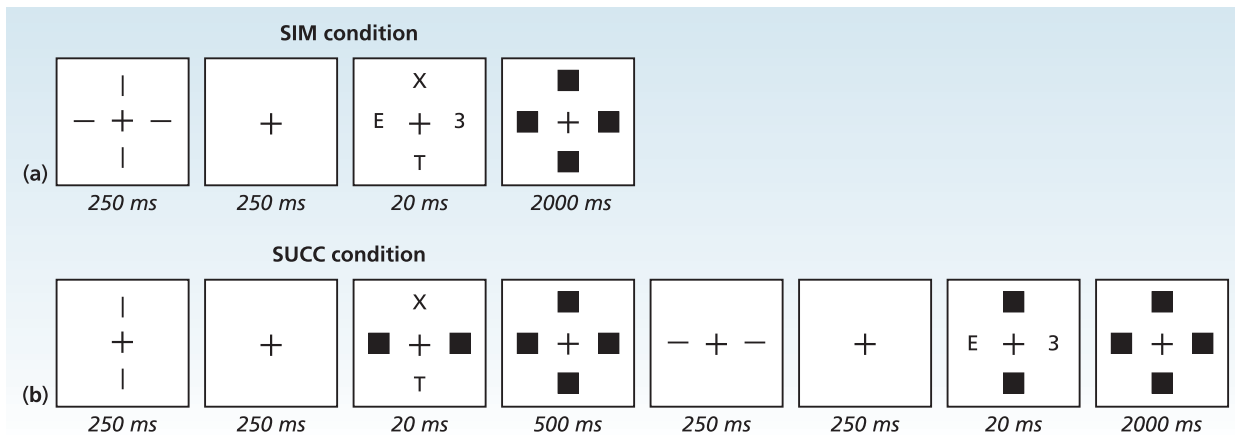 SIM condition
X
E 3
T
(a)
250 ms 250 ms 20 ms 2000 ms
SUCC condition
X
E 3
T
(b)
250 ms 250 ms 20 ms 500 ms 250 ms 250 ms 20 ms 2000 ms